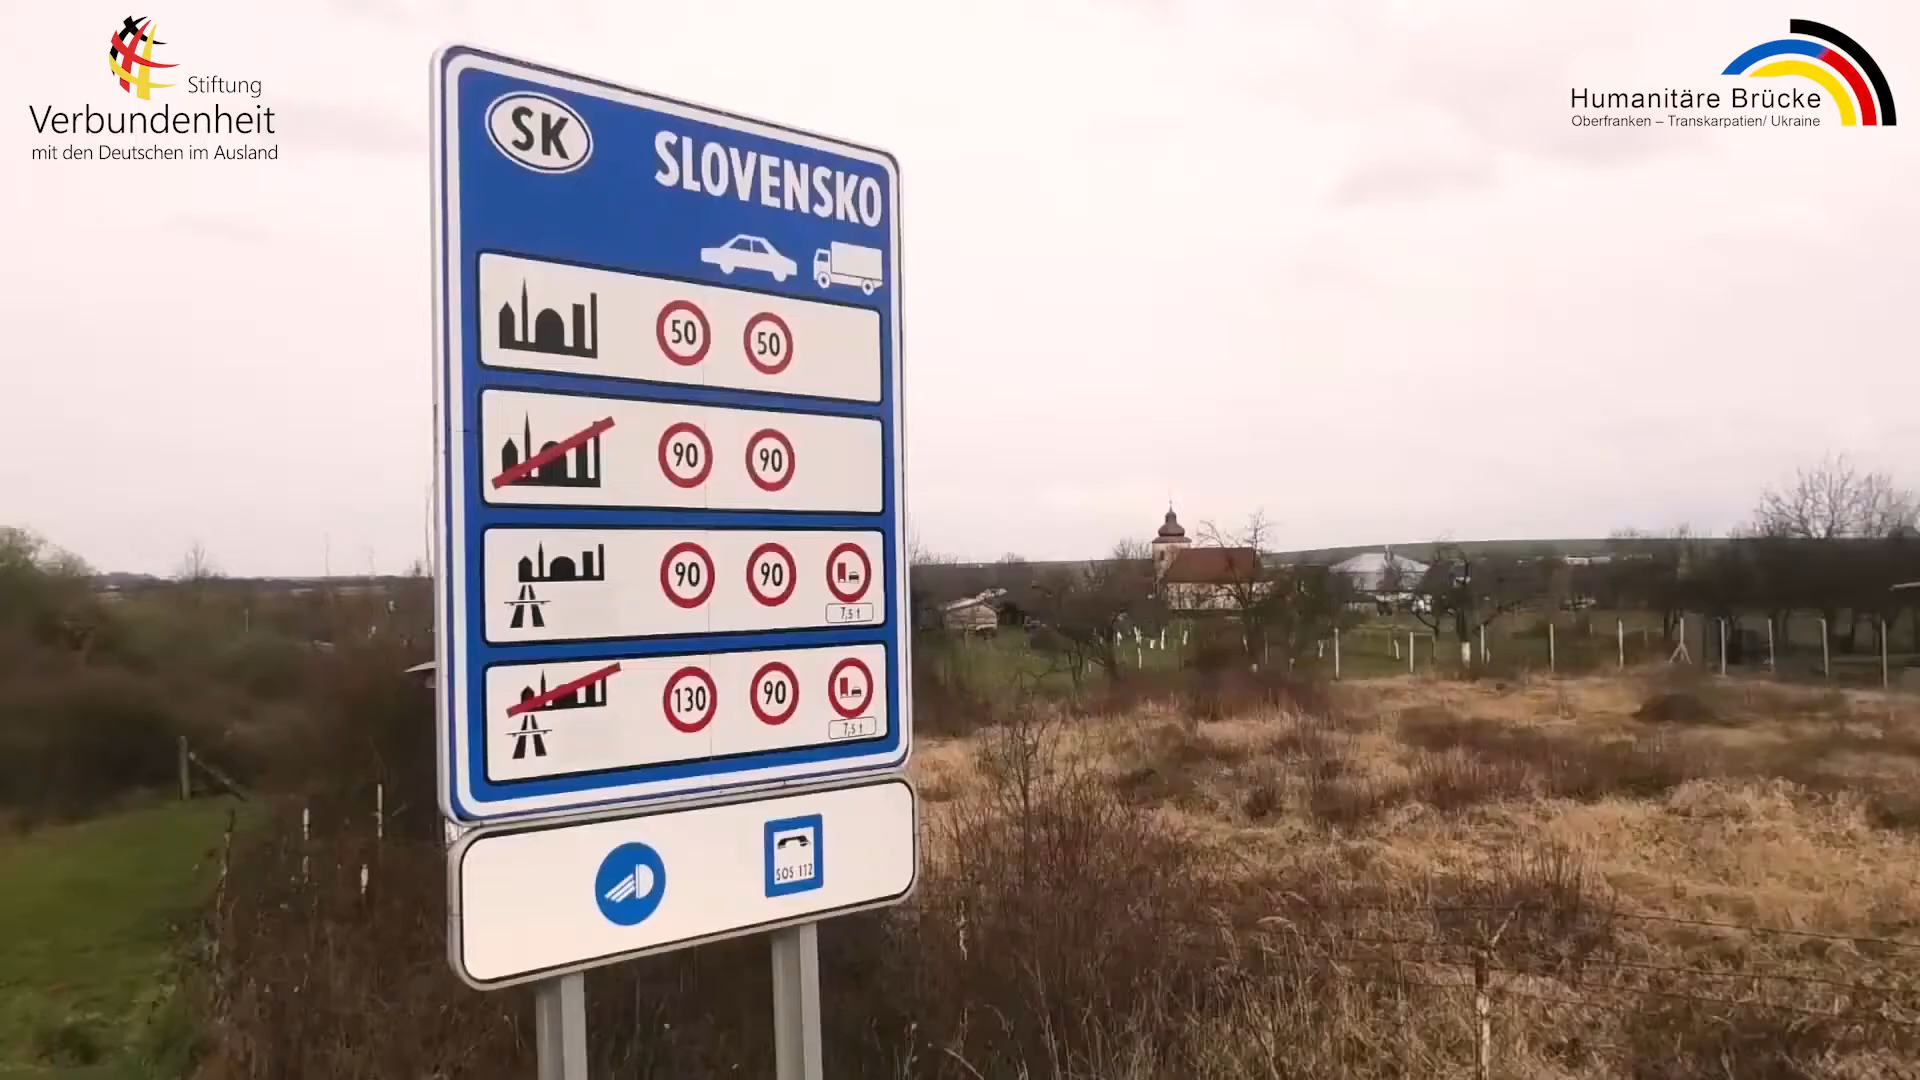 Stiftung
Verbundenheit
mit den Deutschen im Ausland
Humanitäre Brücke
Oberfranken – Transkarpatien/ Ukraine
SK
SLOVENSKO
50 50
90 90
90 90
7,5 t
130 90
7,5 t
SOS 112